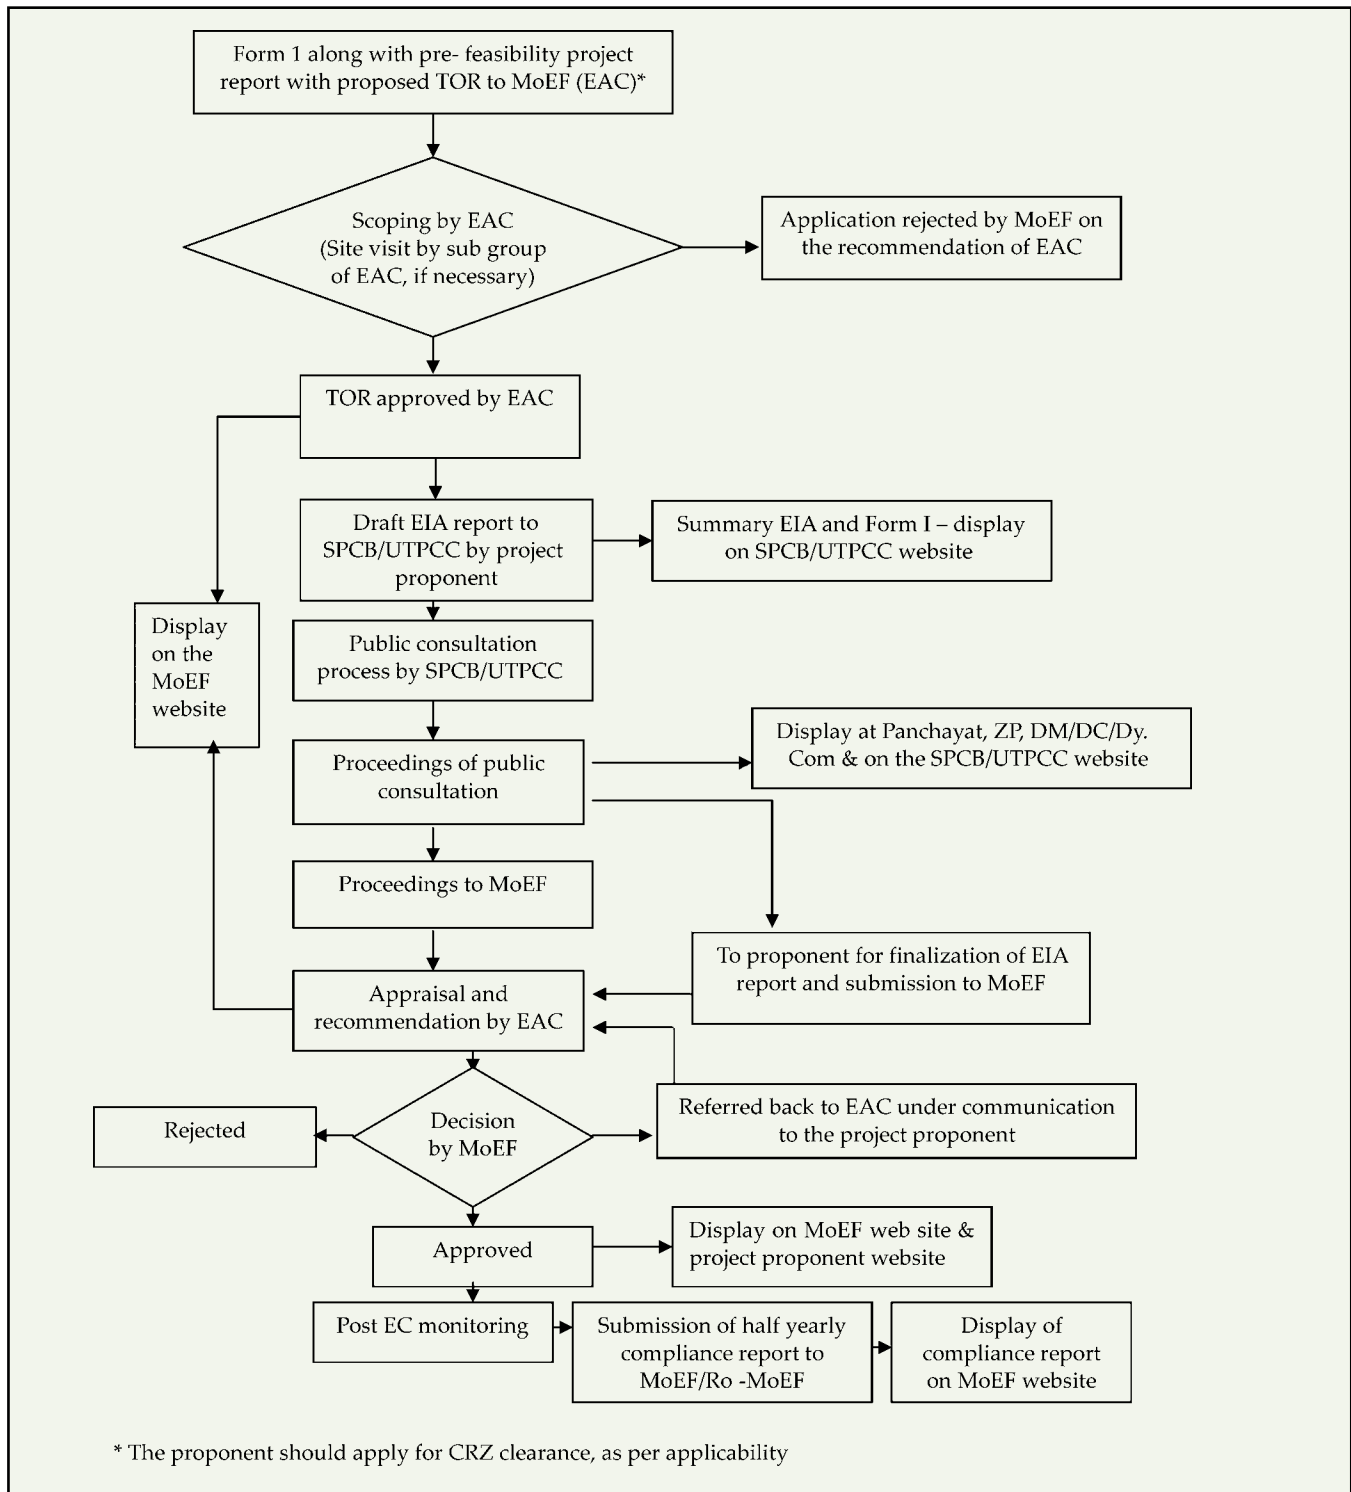 Form 1 along with pre- feasibility project
report with proposed TOR to MoEF (EAC)*
Scoping by EAC
(Site visit by sub group
of EAC, if necessary)
Application rejected by MoEF on
the recommendation of EAC
TOR approved by EAC
Draft EIA report to
SPCB/UTPCC by project
proponent
Summary EIA and Form I – display
on SPCB/UTPCC website
Display
on the
MoEF
website
Public consultation
process by SPCB/UTPCC
Proceedings of public
consultation
Display at Panchayat, ZP, DM/DC/Dy.
Com & on the SPCB/UTPCC website
Proceedings to MoEF
To proponent for finalization of EIA
report and submission to MoEF
Appraisal and
recommendation by EAC
Decision
by MoEF
Rejected
Referred back to EAC under communication
to the project proponent
Approved
Display on MoEF web site &
project proponent website
Post EC monitoring
Submission of half yearly
compliance report to
MoEF/Ro -MoEF
Display of
compliance report
on MoEF website
* The proponent should apply for CRZ clearance, as per applicability